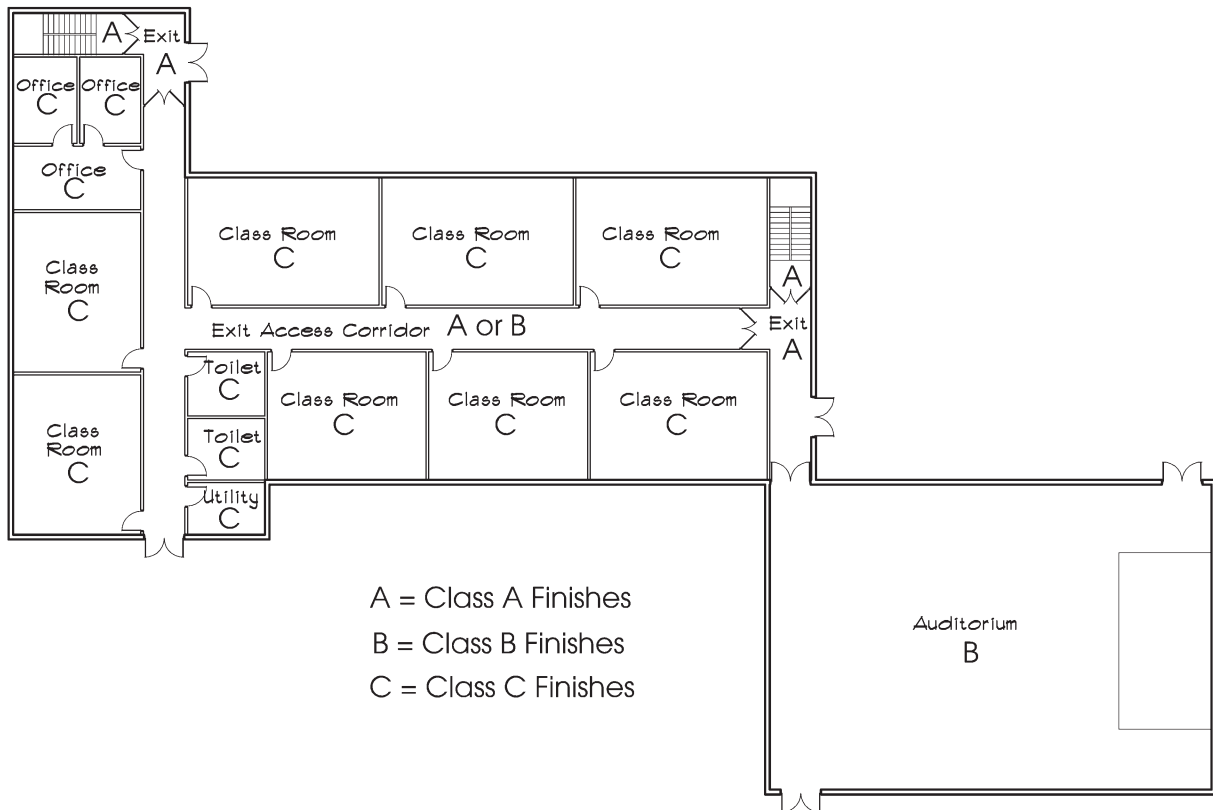 A Exit
A
Office Office
C C
Office
C
Class Room Class Room Class Room
C C C
Class
Room
C
A
Exit Access Corridor A or B
Exit
A
Toilet
C
Class Room Class Room Class Room
C C C
Class
Room
C
Toilet
C
Utility
C
A = Class A Finishes
B = Class B Finishes
C = Class C Finishes
Auditorium
B